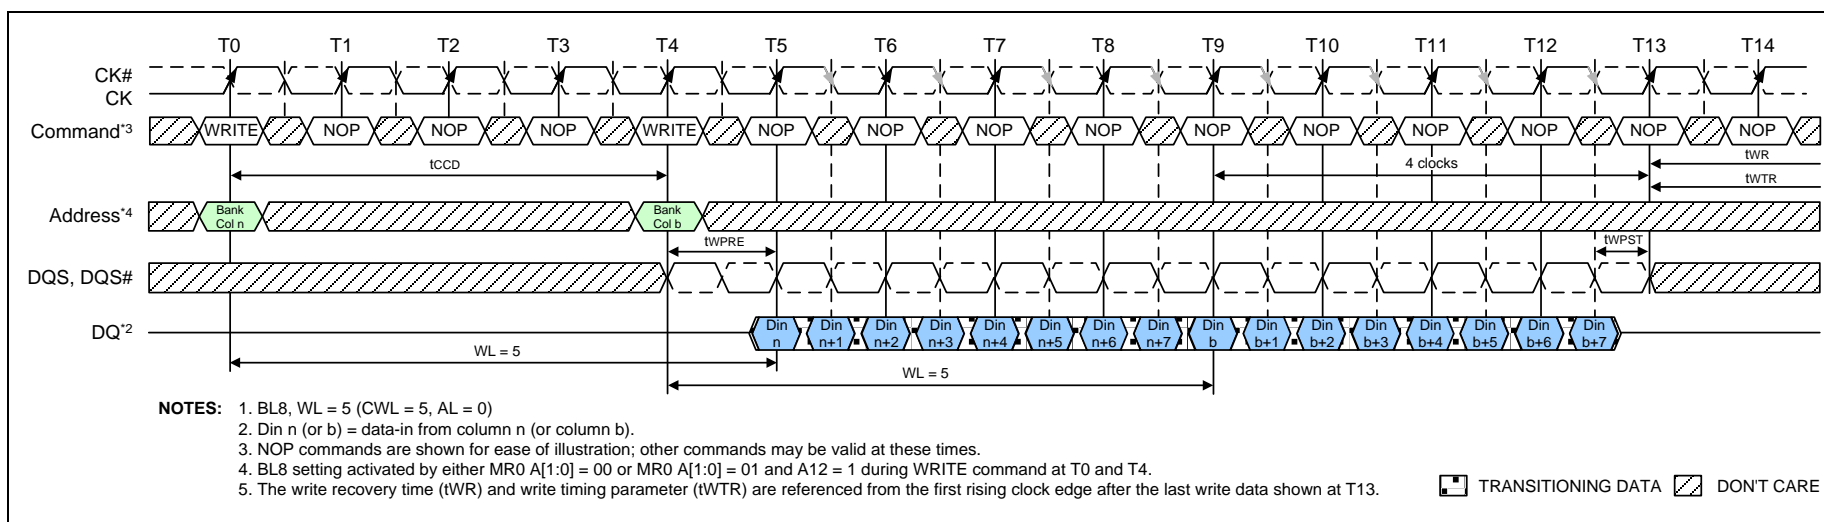 T0 T1 T2 T3 T4 T5 T6 T7 T8 T9 T10 T11 T12 T13 T14
CK#
CK
Command*3 WRITE NOP NOP NOP WRITE NOP NOP NOP NOP NOP NOP NOP NOP NOP NOP
tCCD 4 clocks tWR
tWTR
Address*4 Bank Col n Bank Col b
tWPRE tWPST
DQS, DQS#
DQ*2 Din n Din n+1 Din n+2 Din n+3 Din n+4 Din n+5 Din n+6 Din n+7 Din b Din b+1 Din b+2 Din b+3 Din b+4 Din b+5 Din b+6 Din b+7
WL = 5
WL = 5
NOTES: 1. BL8, WL = 5 (CWL = 5, AL = 0)
2. Din n (or b) = data-in from column n (or column b).
3. NOP commands are shown for ease of illustration; other commands may be valid at these times.
4. BL8 setting activated by either MR0 A[1:0] = 00 or MR0 A[1:0] = 01 and A12 = 1 during WRITE command at T0 and T4.
5. The write recovery time (tWR) and write timing parameter (tWTR) are referenced from the first rising clock edge after the last write data shown at T13.
TRANSITIONING DATA DON'T CARE